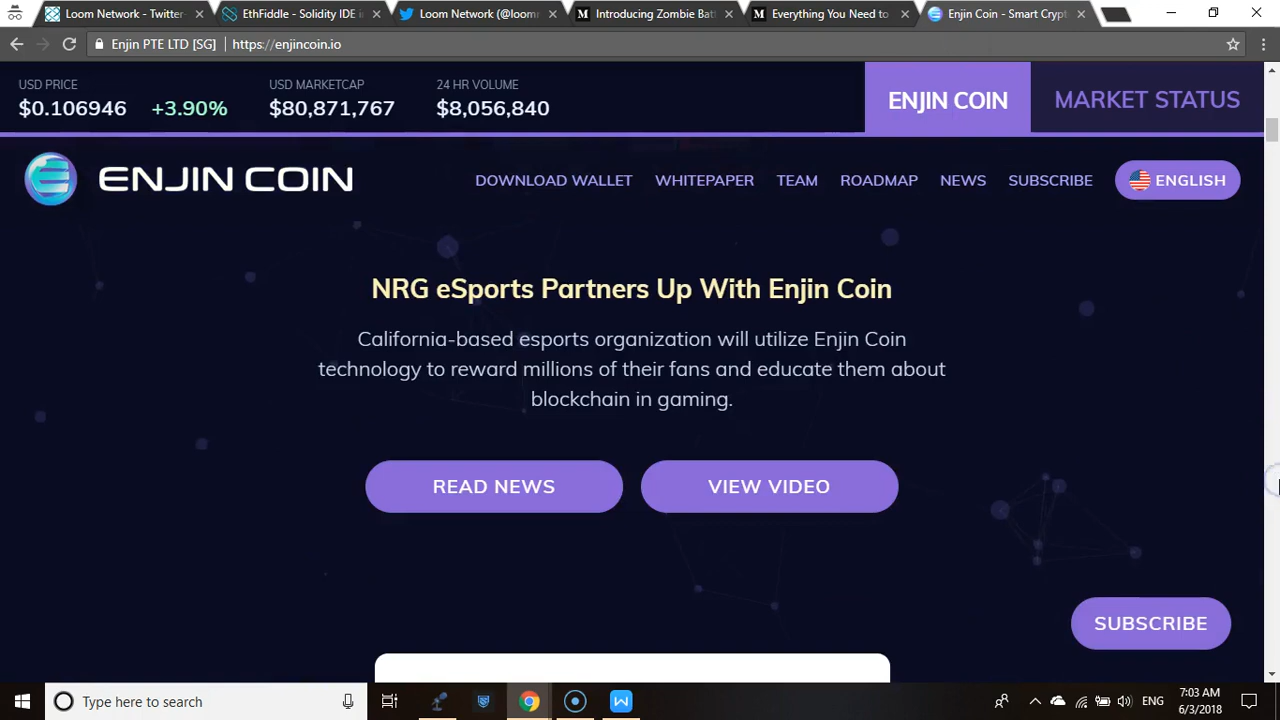 Loom Network - Twitter
EthFiddle - Solidity IDE in
Loom Network (@loomn
Introducing Zombie Bat
Everything You Need to
Enjin Coin - Smart Crypt
Enjin PTE LTD [SG]
https://enjincoin.io
USD PRICE
$0.106946 +3.90%
USD MARKETCAP
$80,871,767
24 HR VOLUME
$8,056,840
ENJIN COIN
MARKET STATUS
ENJIN COIN
DOWNLOAD WALLET
WHITEPAPER
TEAM
ROADMAP
NEWS
SUBSCRIBE
ENGLISH
NRG eSports Partners Up With Enjin Coin
California-based esports organization will utilize Enjin Coin
technology to reward millions of their fans and educate them about
blockchain in gaming.
READ NEWS
VIEW VIDEO
SUBSCRIBE
Type here to search
ENG
7:03 AM
6/3/2018